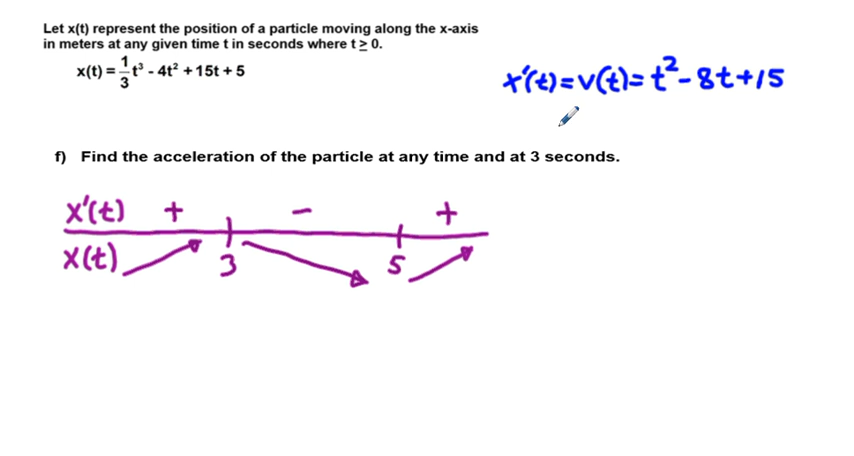 Let x(t) represent the position of a particle moving along the x-axis
in meters at any given time t in seconds where t ≥ 0.
x(t) = 1/3 t³ - 4t² + 15t + 5
x'(t) = v(t) = t² - 8t + 15
f) Find the acceleration of the particle at any time and at 3 seconds.
x'(t) + - +
x(t) 3 5